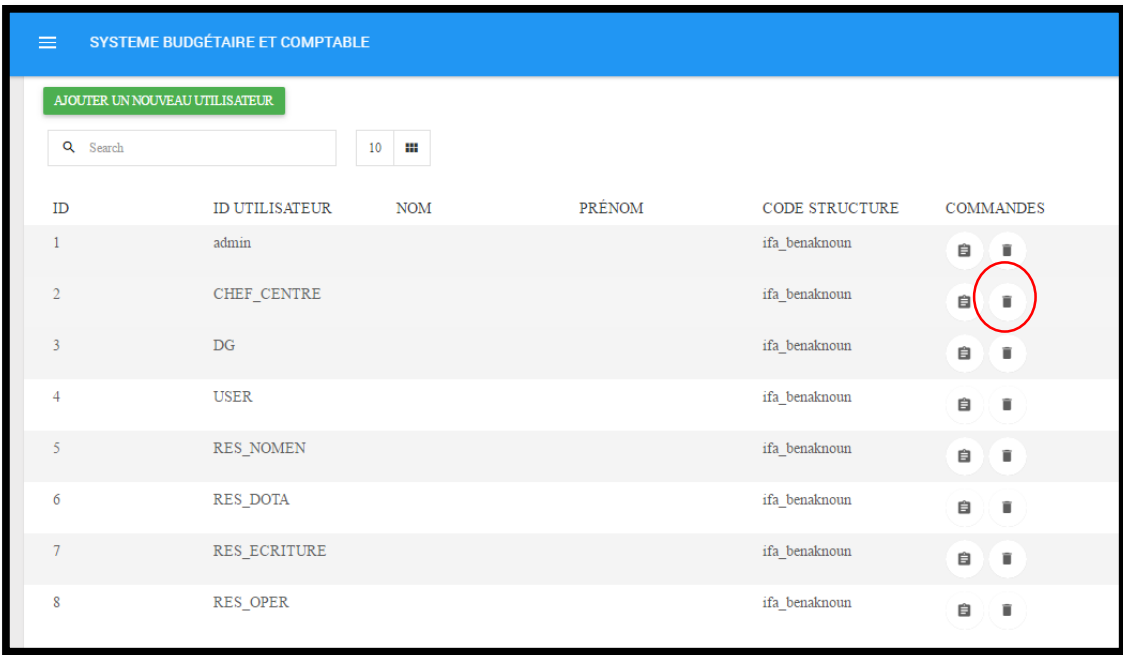 SYSTEME BUDGÉTAIRE ET COMPTABLE
AJOUTER UN NOUVEAU UTILISATEUR
Search 10
ID ID UTILISATEUR NOM PRÉNOM CODE STRUCTURE COMMANDES
1 admin ifa_benaknoun
2 CHEF_CENTRE ifa_benaknoun
3 DG ifa_benaknoun
4 USER ifa_benaknoun
5 RES_NOMEN ifa_benaknoun
6 RES_DOTA ifa_benaknoun
7 RES_ECRITURE ifa_benaknoun
8 RES_OPER ifa_benaknoun